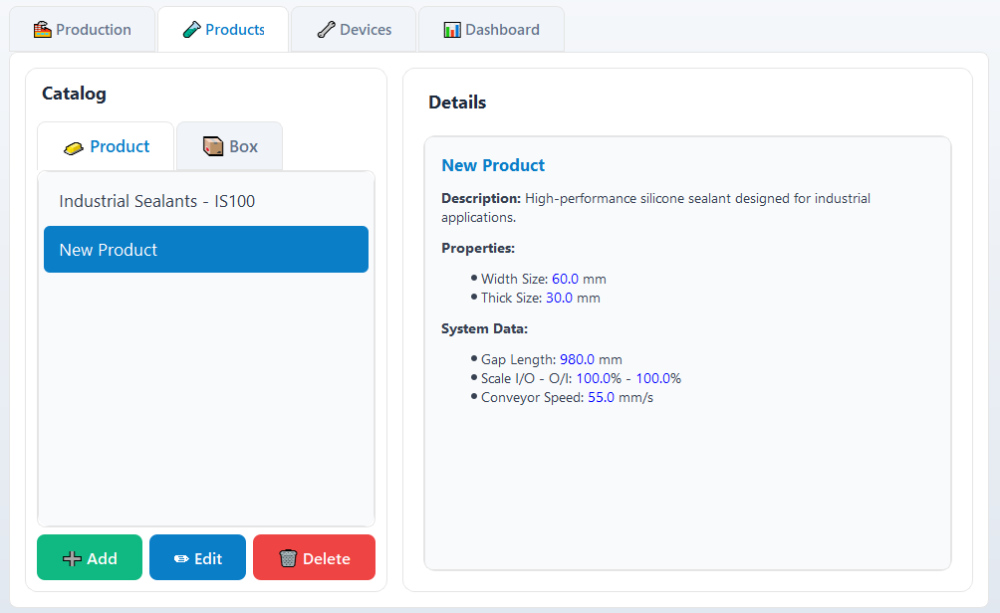 Production
Products
Devices
Dashboard
Catalog
Product
Box
Industrial Sealants - IS100
New Product
Add
Edit
Delete
Details
New Product
Description: High-performance silicone sealant designed for industrial
applications.
Properties:
• Width Size: 60.0 mm
• Thick Size: 30.0 mm
System Data:
• Gap Length: 980.0 mm
• Scale I/O - O/I: 100.0% - 100.0%
• Conveyor Speed: 55.0 mm/s